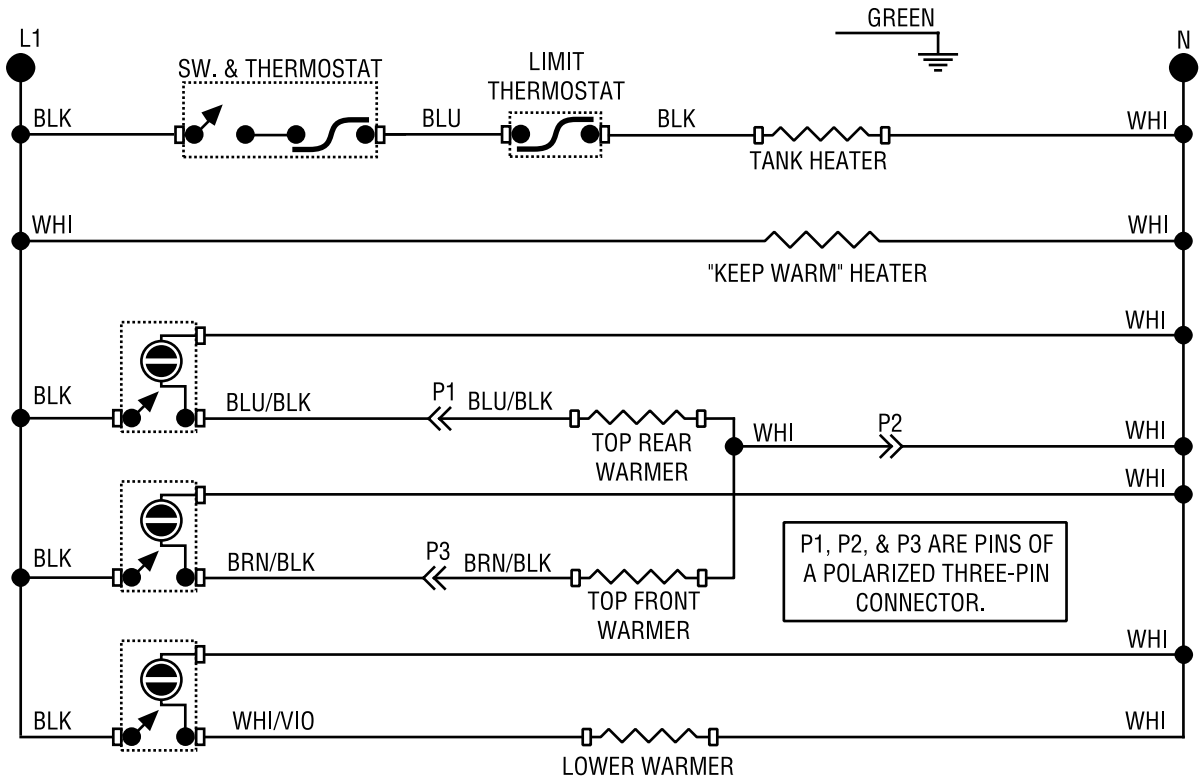 GREEN
L1
N
SW. & THERMOSTAT
LIMIT
THERMOSTAT
BLK
BLU
BLK
WHI
TANK HEATER
WHI
WHI
"KEEP WARM" HEATER
WHI
BLK
BLU/BLK
P1
BLU/BLK
TOP REAR
WARMER
WHI
P2
WHI
WHI
BLK
BRN/BLK
P3
BRN/BLK
TOP FRONT
WARMER
P1, P2, & P3 ARE PINS OF
A POLARIZED THREE-PIN
CONNECTOR.
WHI
BLK
WHI/VIO
WHI
LOWER WARMER